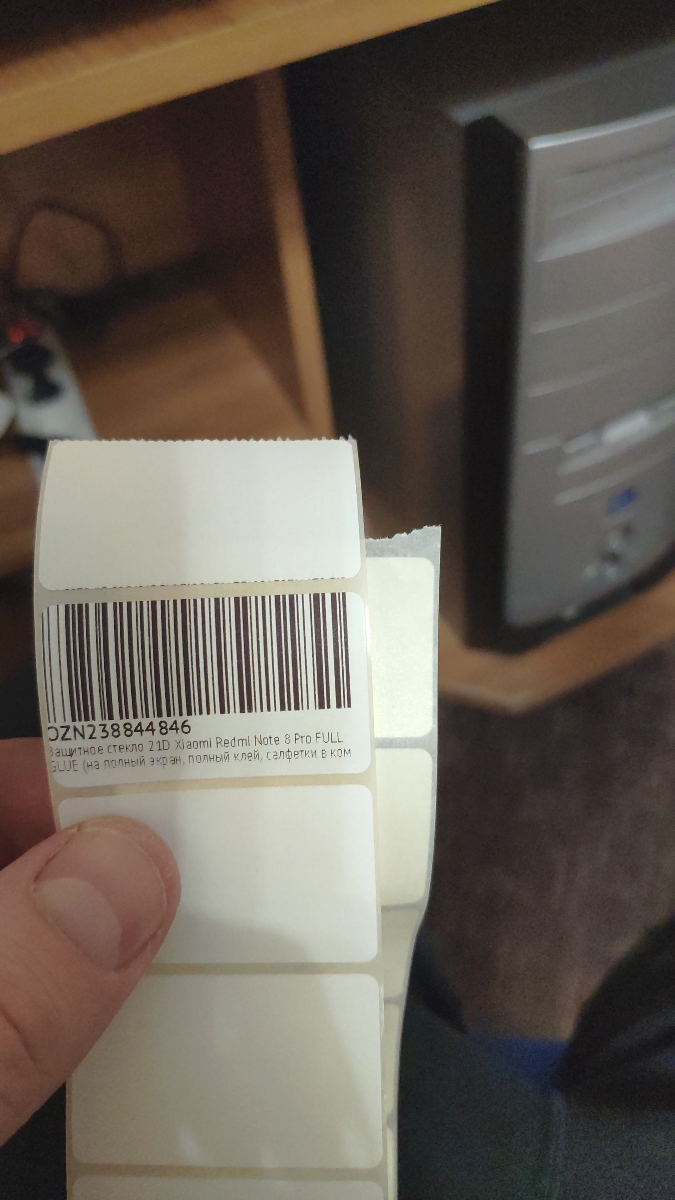 OZN238844846
Защитное стекло 21D Xiaomi Redmi Note 8 Pro FULL
GLUE (на полный экран, полный клей, салфетки в ком